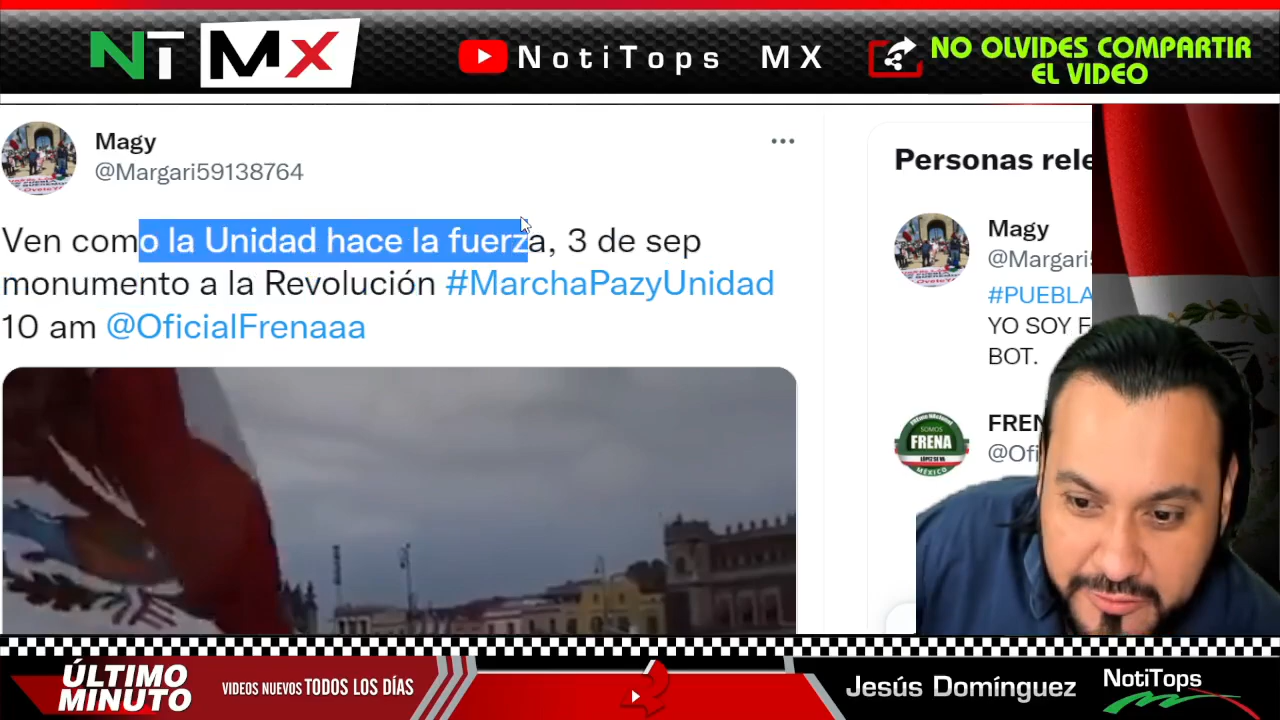 NT MX
NotiTops MX
NO OLVIDES COMPARTIR
EL VIDEO
Magy
@Margari59138764
Ven como la Unidad hace la fuerza, 3 de sep
monumento a la Revolución #MarchaPazyUnidad
10 am @OficialFrenaaa
Personas rele
Magy
@Margari
#PUEBLA
YO SOY F
BOT.
FREN
@Ofi
SOMOS
FRENA
MÉXICO
ÚLTIMO
MINUTO
VIDEOS NUEVOS TODOS LOS DÍAS
Jesús Domínguez
NotiTops